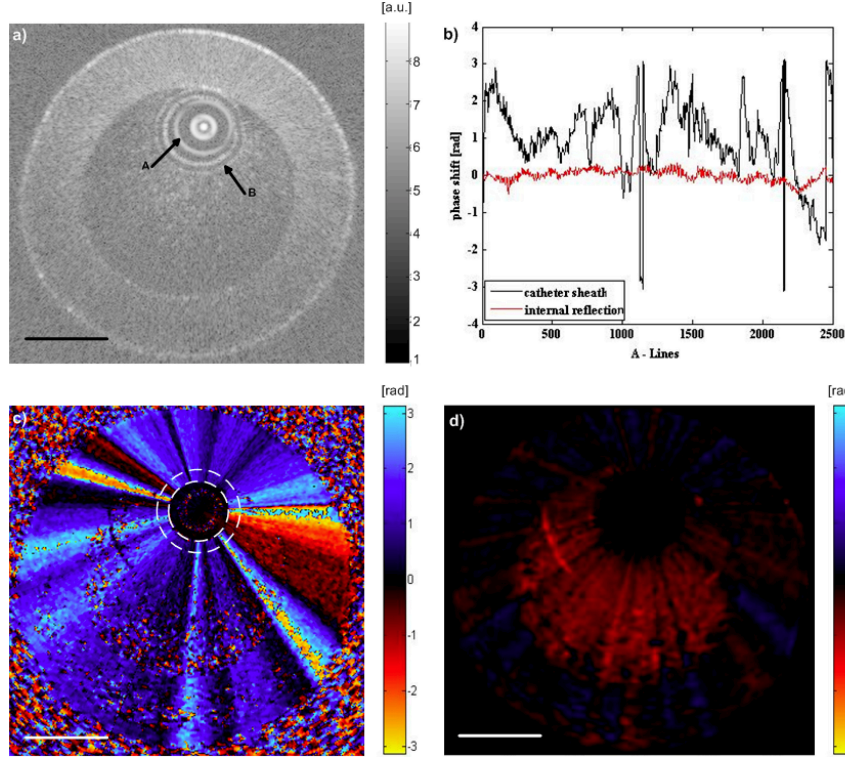 [a.u.]
a)
A
B
8
7
6
5
4
3
2
1
b)
phase shift [rad]
4
3
2
1
0
-1
-2
-3
-4
catheter sheath
internal reflection
0
500
1000
1500
2000
2500
A - Lines
[rad]
c)
3
2
1
0
-1
-2
-3
[rad
d)